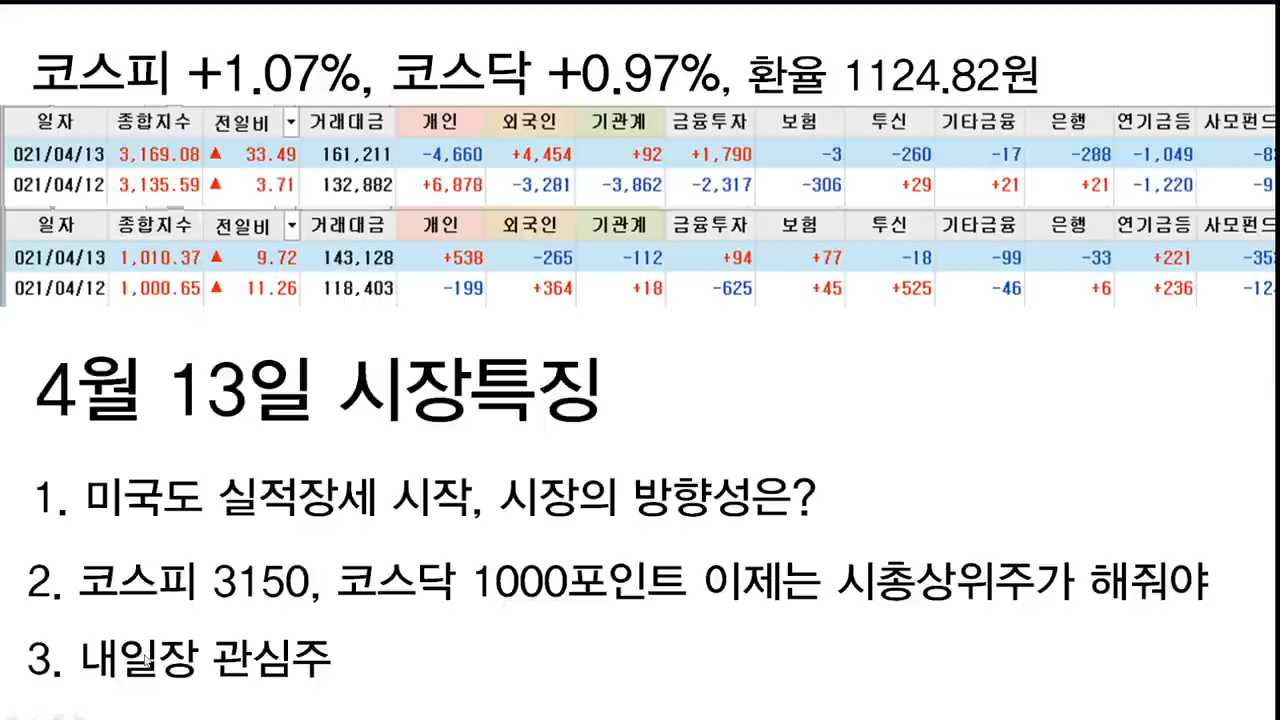 코스피 +1.07%, 코스닥 +0.97%, 환율 1124.82원
일자 종합지수 전일비 거래대금 개인 외국인 기관계 금융투자 보험 투신 기타금융 은행 연기금등 사모펀드
021/04/13 3,169.08 ▲ 33.49 161,211 -4,660 +4,454 +92 +1,790 -3 -260 -17 -288 -1,049 -8
021/04/12 3,135.59 ▲ 3.71 132,882 +6,878 -3,281 -3,862 -2,317 -306 +29 +21 +21 -1,220 -9
일자 종합지수 전일비 거래대금 개인 외국인 기관계 금융투자 보험 투신 기타금융 은행 연기금등 사모펀드
021/04/13 1,010.37 ▲ 9.72 143,128 +538 -265 -112 +94 +77 -18 -99 -33 +221 -35
021/04/12 1,000.65 ▲ 11.26 118,403 -199 +364 +18 -625 +45 +525 -46 +6 +236 -12
4월 13일 시장특징
1. 미국도 실적장세 시작, 시장의 방향성은?
2. 코스피 3150, 코스닥 1000포인트 이제는 시총상위주가 해줘야
3. 내일장 관심주